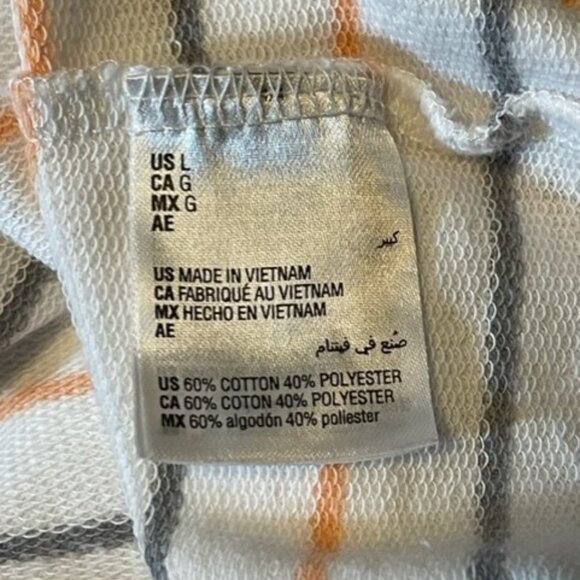 US L
CA G
MX G
AE
كبير
US MADE IN VIETNAM
CA FABRIQUÉ AU VIETNAM
MX HECHO EN VIETNAM
AE
صُنع في فيتنام
US 60% COTTON 40% POLYESTER
CA 60% COTON 40% POLYESTER
MX 60% algodón 40% poliester